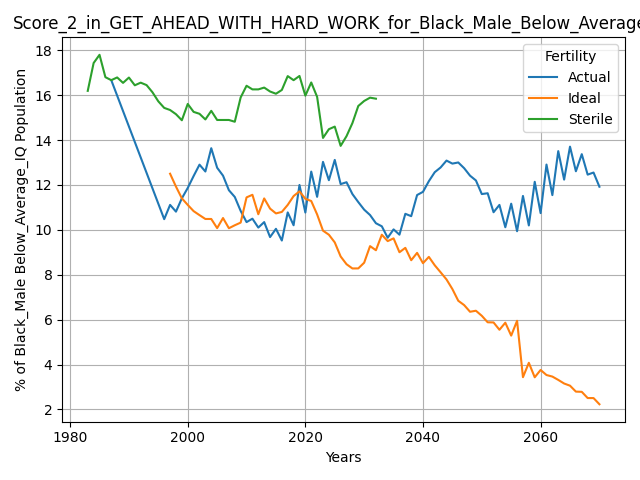 Score_2_in_GET_AHEAD_WITH_HARD_WORK_for_Black_Male_Below_Average
Fertility
Actual
Ideal
Sterile
% of Black_Male Below_Average_IQ Population
18
16
14
12
10
8
6
4
2
1980 2000 2020 2040 2060
Years